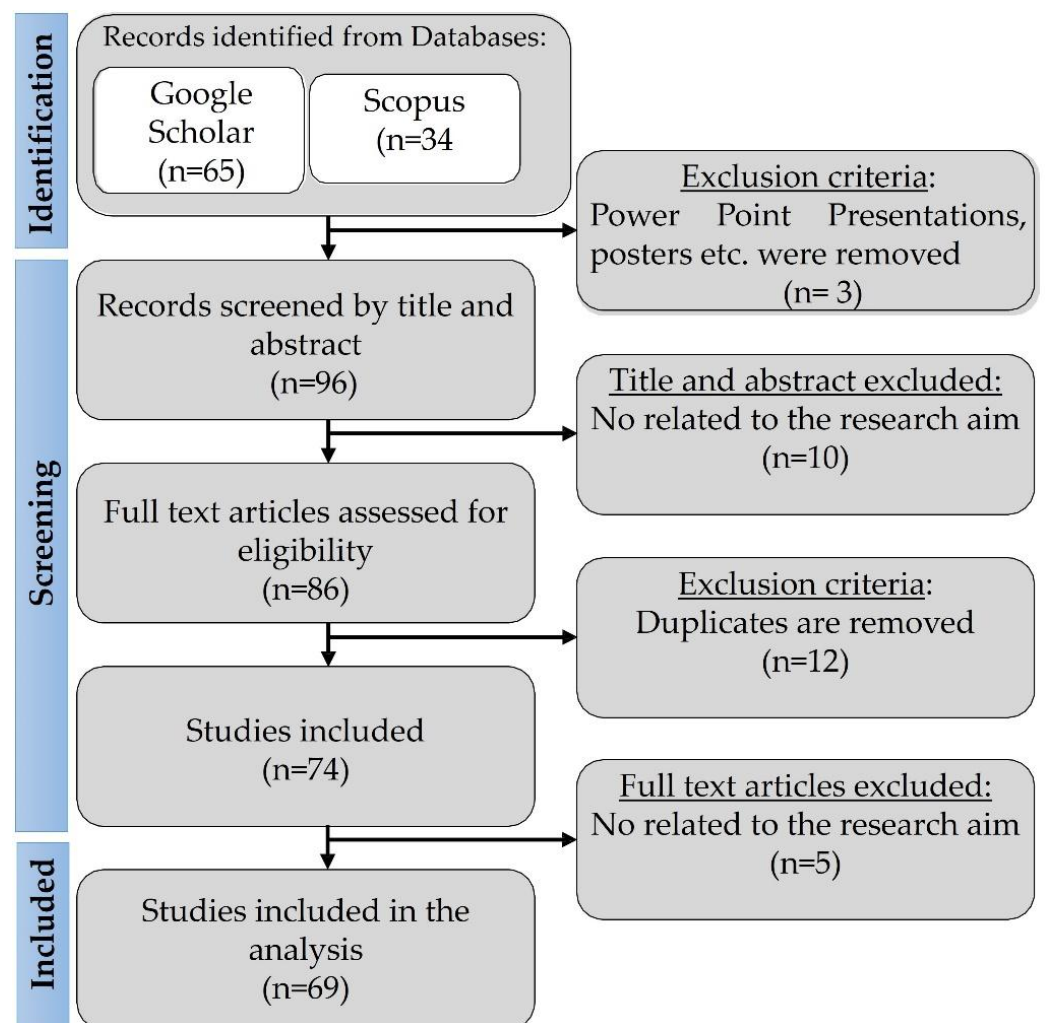 Identification
Records identified from Databases:
Google
Scholar
(n=65)
Scopus
(n=34
Exclusion criteria:
Power Point Presentations,
posters etc. were removed
(n= 3)
Screening
Records screened by title and
abstract
(n=96)
Title and abstract excluded:
No related to the research aim
(n=10)
Full text articles assessed for
eligibility
(n=86)
Exclusion criteria:
Duplicates are removed
(n=12)
Studies included
(n=74)
Full text articles excluded:
No related to the research aim
(n=5)
Included
Studies included in the
analysis
(n=69)